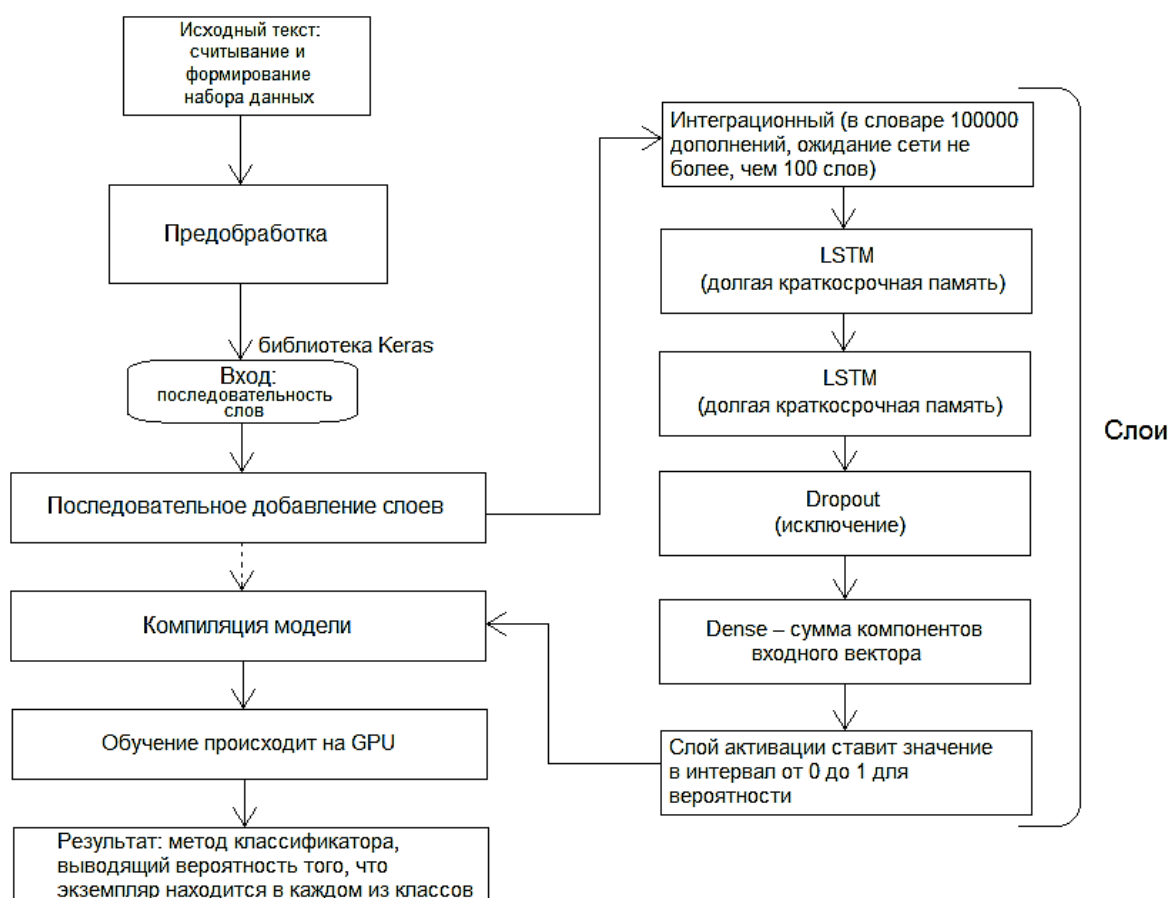 Исходный текст:
считывание и
формирование
набора данных
Предобработка
библиотека Keras
Вход:
последовательность
слов
Последовательное добавление слоев
Компиляция модели
Обучение происходит на GPU
Результат: метод классификатора,
выводящий вероятность того, что
экземпляр находится в каждом из классов
Интеграционный (в словаре 100000
дополнений, ожидание сети не
более, чем 100 слов)
LSTM
(долгая краткосрочная память)
LSTM
(долгая краткосрочная память)
Dropout
(исключение)
Dense – сумма компонентов
входного вектора
Слой активации ставит значение
в интервал от 0 до 1 для
вероятности
Слои